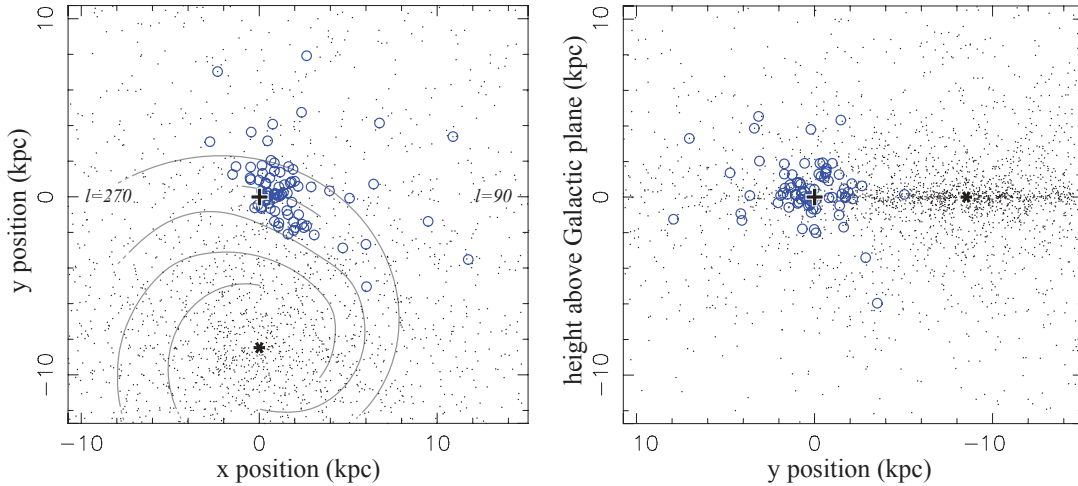 10
0
−10
y position (kpc)
l=270
l=90
−10
0
10
x position (kpc)
10
0
−10
height above Galactic plane (kpc)
10
0
−10
y position (kpc)